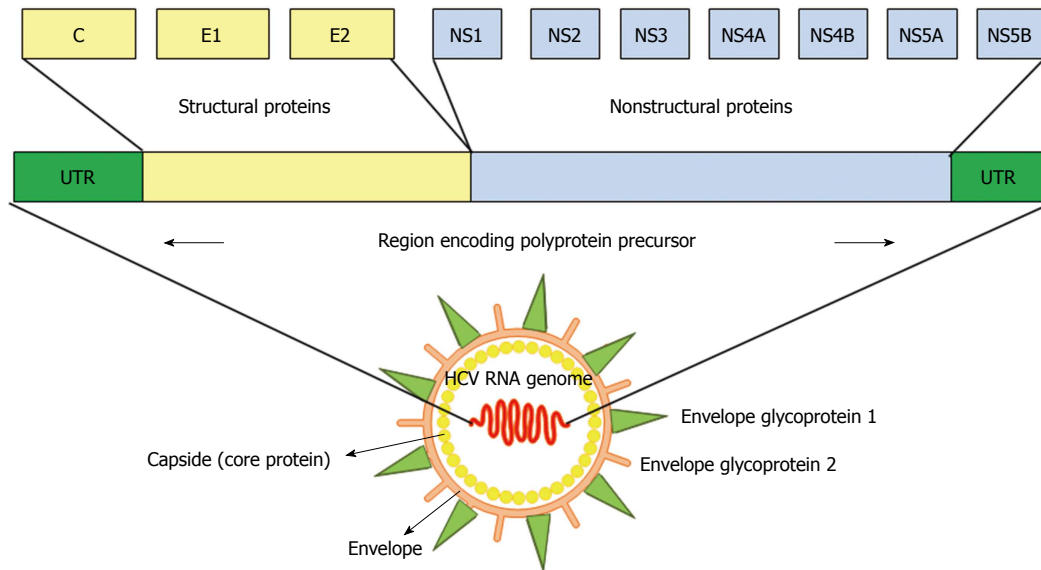 C E1 E2 NS1 NS2 NS3 NS4A NS4B NS5A NS5B
Structural proteins Nonstructural proteins
UTR UTR
Region encoding polyprotein precursor
HCV RNA genome
Envelope glycoprotein 1
Capside (core protein)
Envelope glycoprotein 2
Envelope